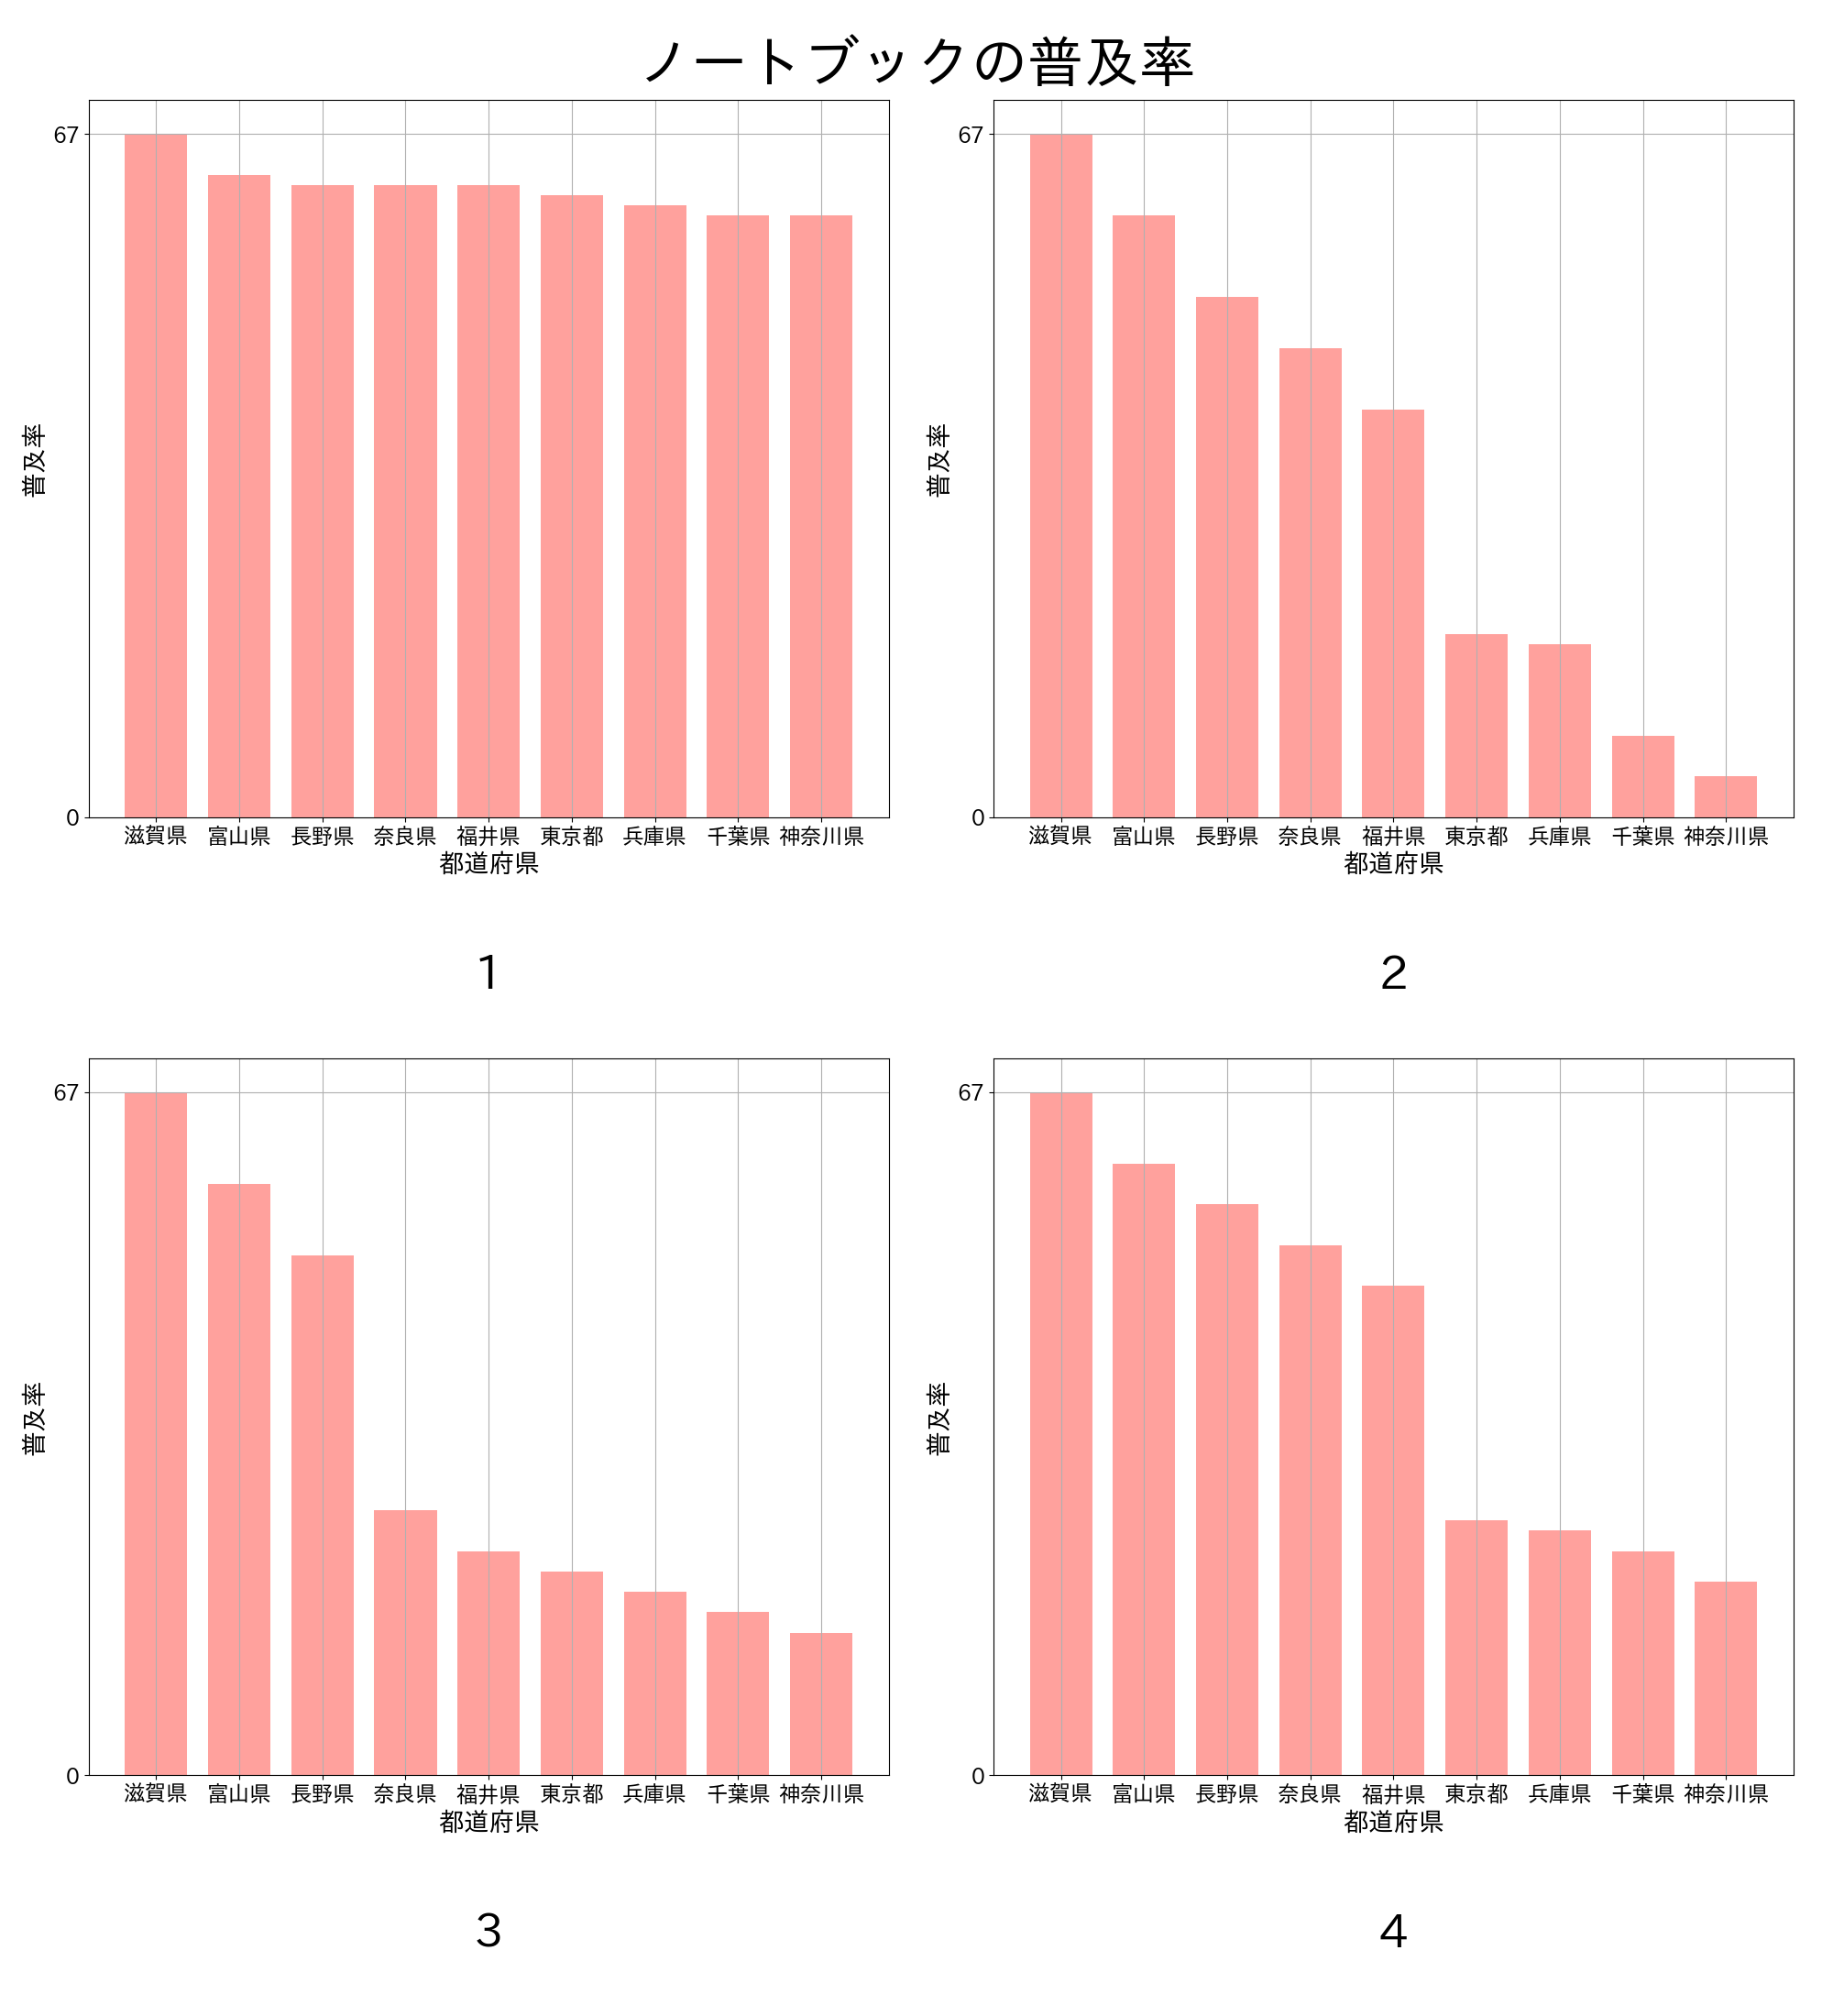 ノートブックの普及率
67
0
普及率
滋賀県 富山県 長野県 奈良県 福井県 東京都 兵庫県 千葉県 神奈川県
都道府県
1
67
0
普及率
滋賀県 富山県 長野県 奈良県 福井県 東京都 兵庫県 千葉県 神奈川県
都道府県
2
67
0
普及率
滋賀県 富山県 長野県 奈良県 福井県 東京都 兵庫県 千葉県 神奈川県
都道府県
3
67
0
普及率
滋賀県 富山県 長野県 奈良県 福井県 東京都 兵庫県 千葉県 神奈川県
都道府県
4